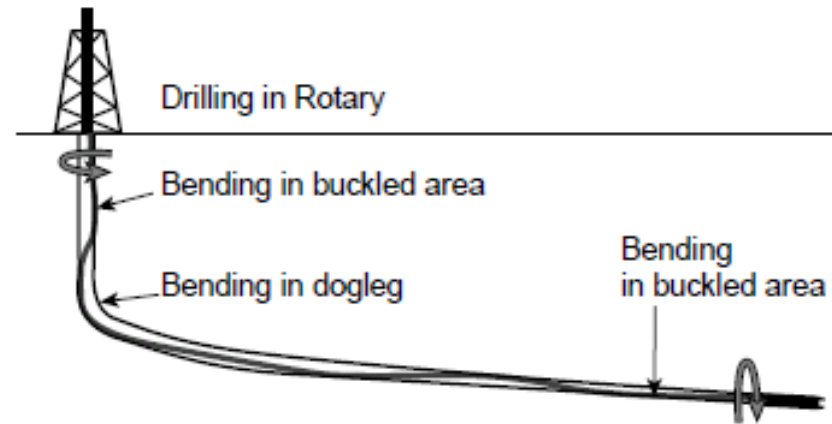 Drilling in Rotary
Bending in buckled area
Bending in dogleg
Bending
in buckled area